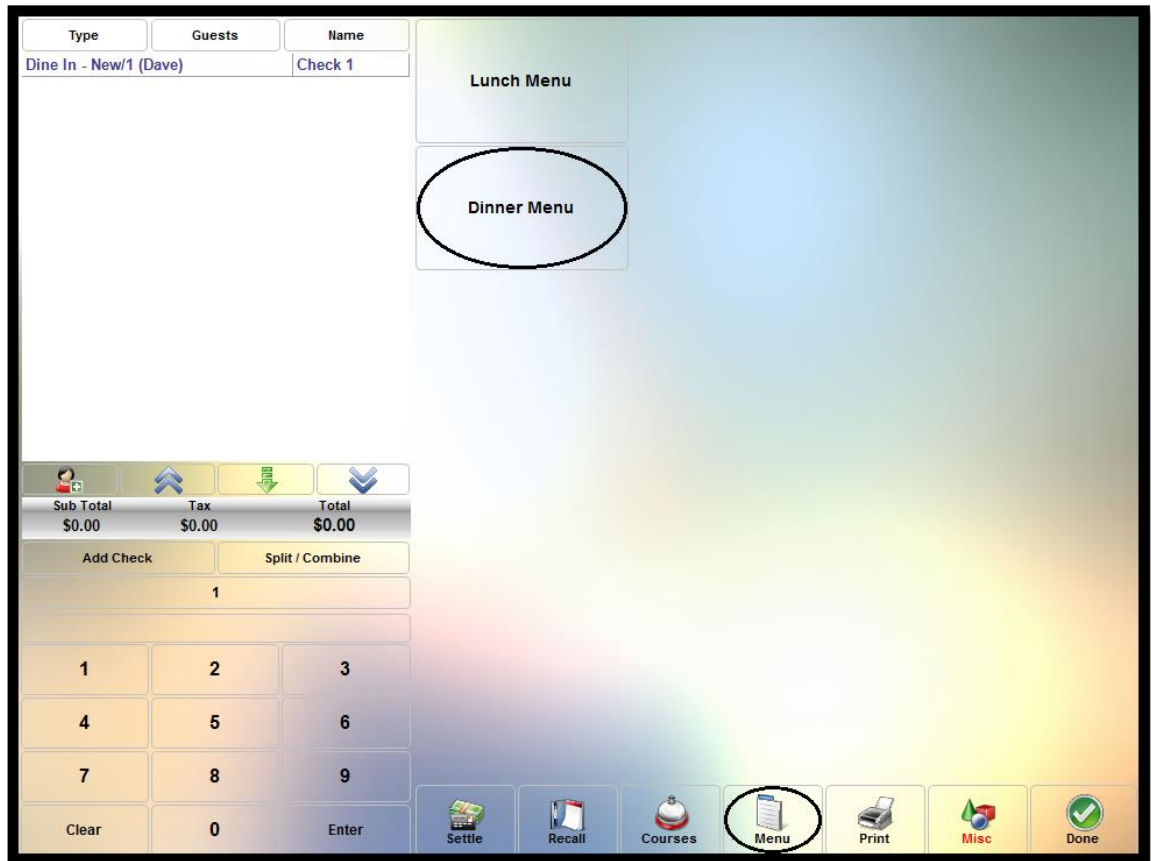 Type Guests Name
Dine In - New/1 (Dave) Check 1
Lunch Menu
Dinner Menu
Sub Total Tax Total
$0.00 $0.00 $0.00
Add Check Split / Combine
1
1 2 3
4 5 6
7 8 9
Clear 0 Enter
Settle Recall Courses Menu Print Misc Done